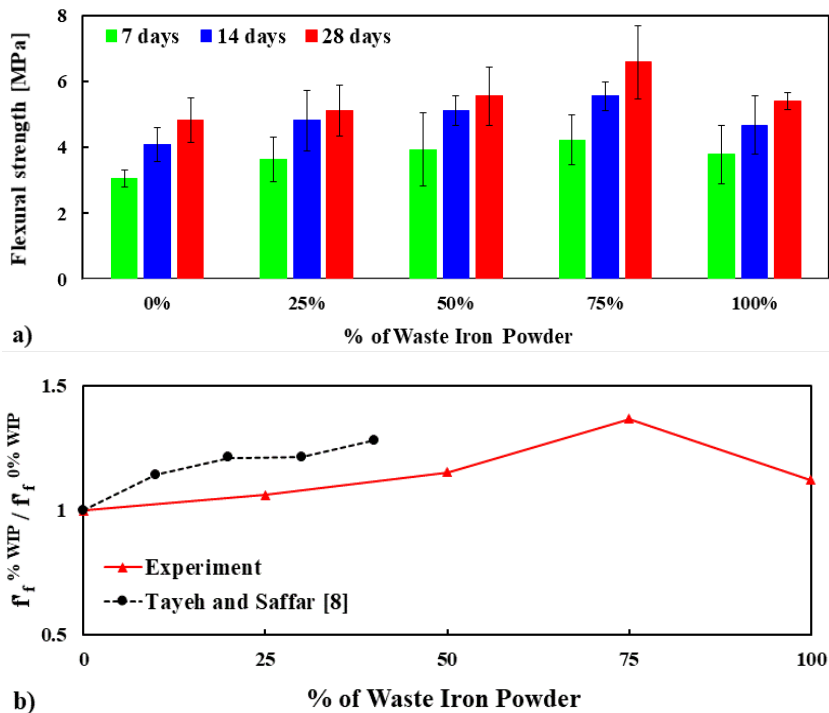 8
6
4
2
0
Flexural strength [MPa]
7 days 14 days 28 days
0% 25% 50% 75% 100%
% of Waste Iron Powder
a)
1.5
1
0.5
f'f % WIP / f'f 0% WIP
Experiment
Tayeh and Saffar [8]
0 25 50 75 100
% of Waste Iron Powder
b)